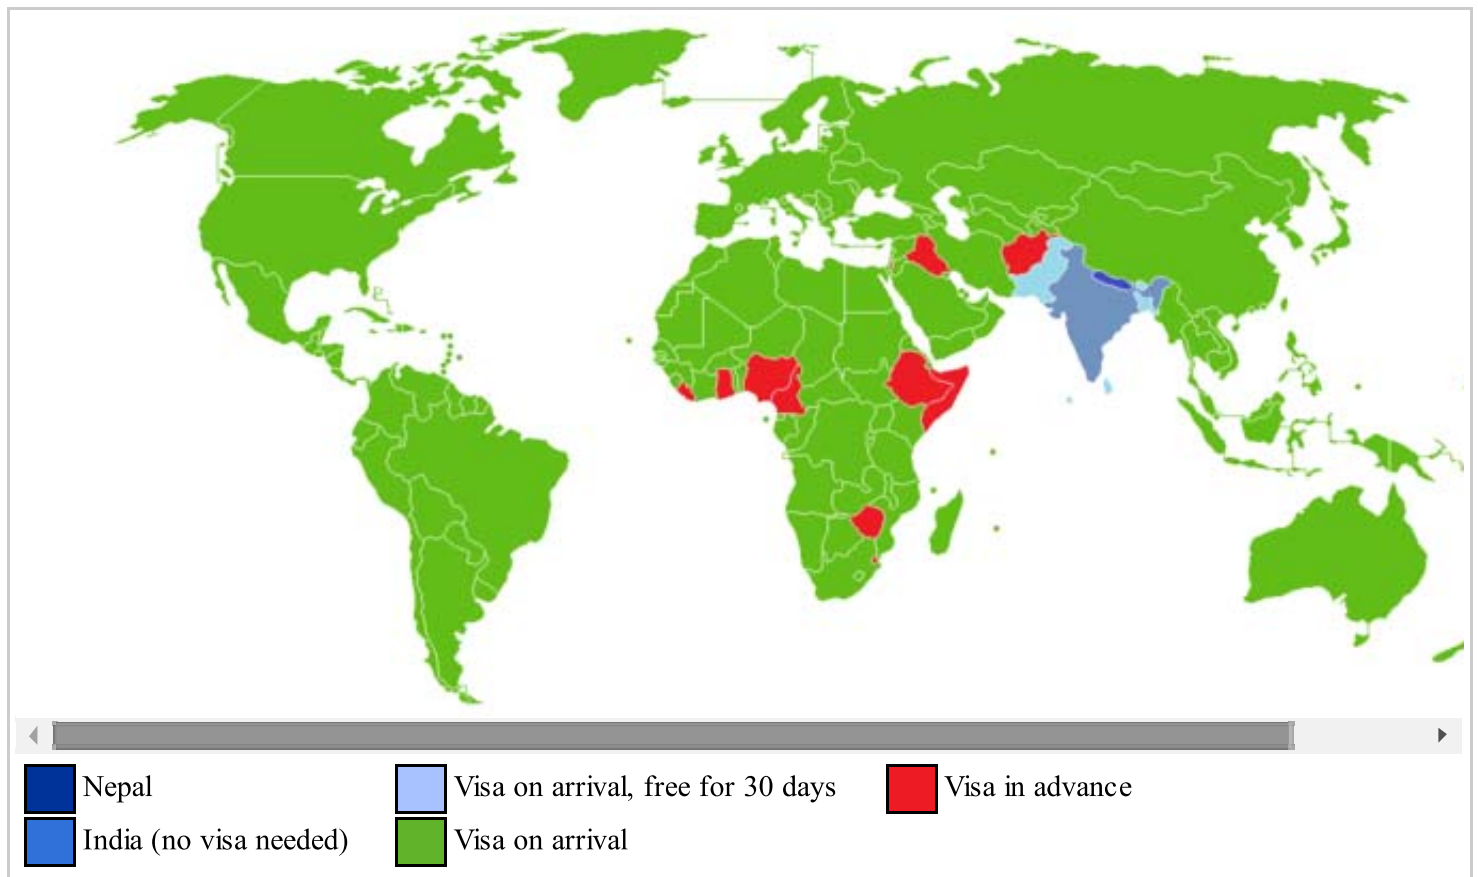 Nepal
Visa on arrival, free for 30 days
Visa in advance
India (no visa needed)
Visa on arrival